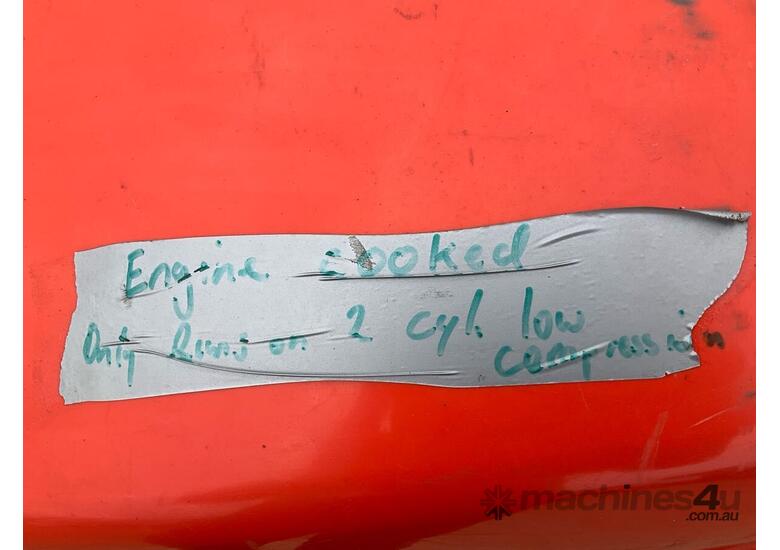 Engine cooked
Only Runs on 2 cyl. low
compression
machines4u
.com.au